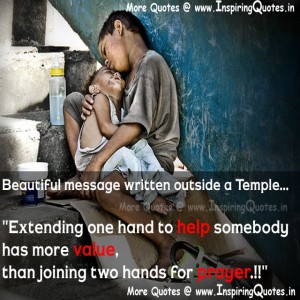 More Quotes @ www.InspiringQuotes.in
Beautiful message written outside a Temple...
"Extending one hand to help somebody
has more value,
than joining two hands for prayer.!!"
More Quotes @ www.InspiringQuotes.in